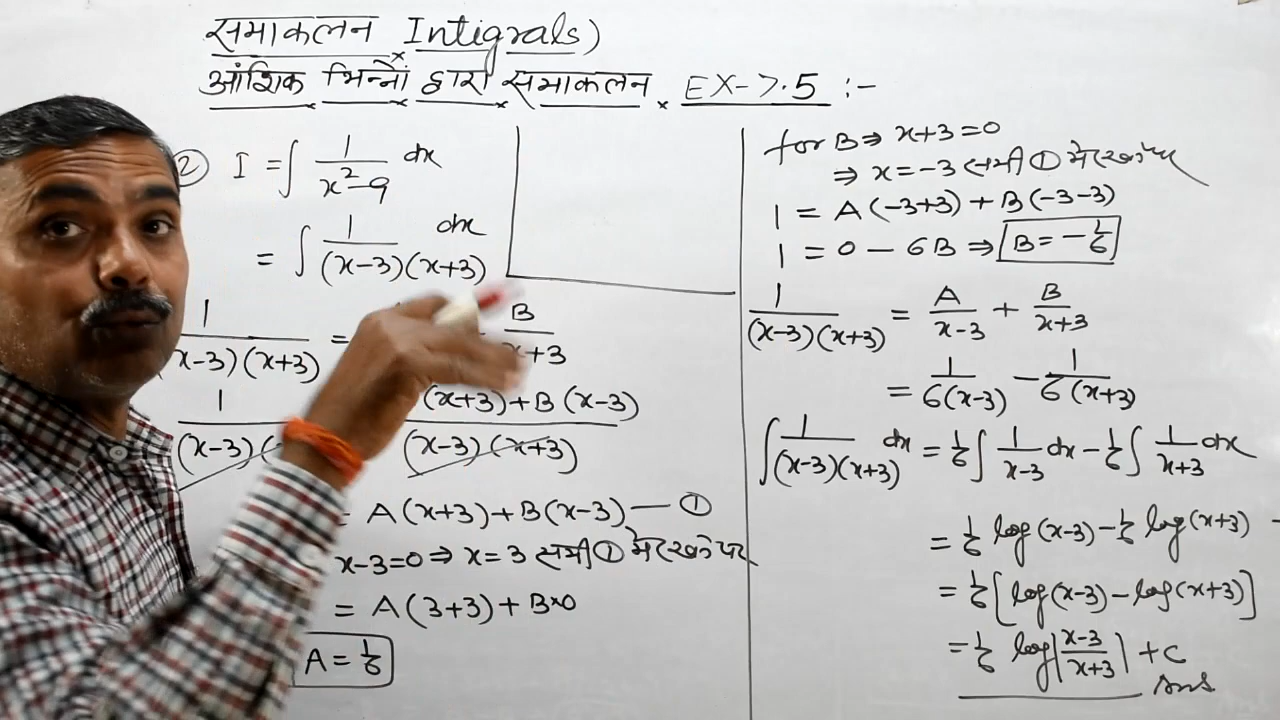 समाकलन Intigrals)
आंशिक भिन्नों द्वारा समाकलन EX-7.5 :-
② I = ∫ 1/(x²-9) dx
= ∫ 1/((x-3)(x+3)) dx
1/(x-3)(x+3) = B/x+3
1/(x-3)( (x+3)+B(x-3)/(x-3)(x+3)
= A(x+3)+B(x-3) — ①
x-3=0 ⇒ x=3 सभी ① में रखने पर
= A(3+3) + B×0
A = 1/6
for B ⇒ x+3=0
⇒ x=-3 सभी ① में रखने पर
1 = A(-3+3) + B(-3-3)
1 = 0 - 6B ⇒ B = -1/6
1/(x-3)(x+3) = A/x-3 + B/x+3
= 1/6(x-3) - 1/6(x+3)
∫ 1/(x-3)(x+3) dx = 1/6 ∫ 1/x-3 dx - 1/6 ∫ 1/x+3 dx
= 1/6 log(x-3) - 1/6 log(x+3)
= 1/6 [log(x-3) - log(x+3)]
= 1/6 log|x-3/x+3| + c
Ans